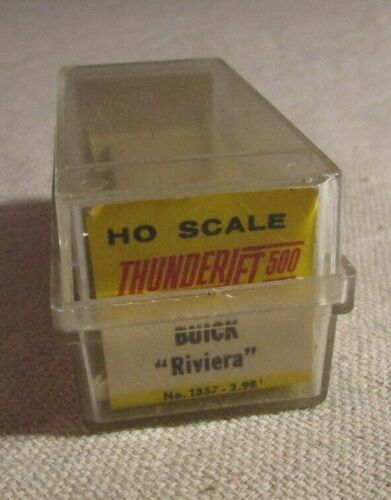 HO SCALE
THUNDERJET 500
BUICK
"Riviera"
No. 1357-2.98